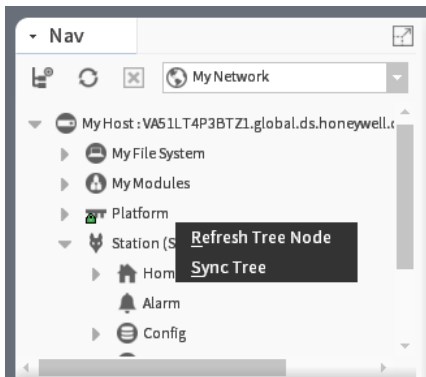 Nav
My Network
My Host : VA51LT4P3BTZ1.global.ds.honeywell.c
My File System
My Modules
Platform
Station (S
Refresh Tree Node
Sync Tree
Hom
Alarm
Config